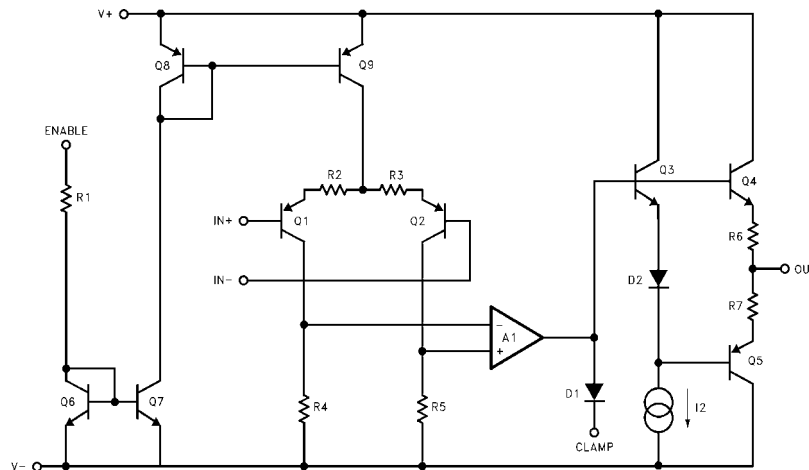 V+
Q8
Q9
ENABLE
R1
R2
R3
Q3
Q4
IN+
Q1
Q2
R6
OU
IN-
D2
R7
-
+
A1
Q5
Q6
Q7
R4
R5
D1
I2
CLAMP
V-